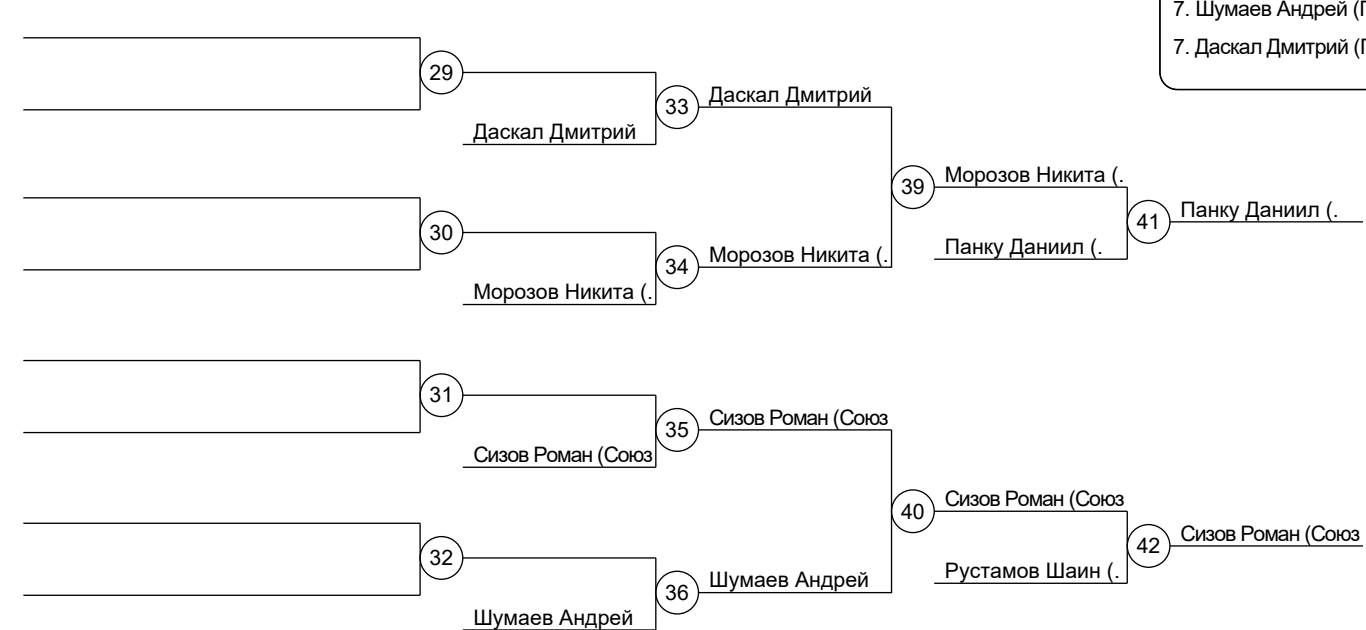 7. Шумаев Андрей (
7. Даскал Дмитрий (
29
33
Даскал Дмитрий
Даскал Дмитрий
39
Морозов Никита (.
41
Панку Даниил (.
30
34
Морозов Никита (.
Панку Даниил (.
Морозов Никита (.
31
35
Сизов Роман (Союз
Сизов Роман (Союз
40
Сизов Роман (Союз
42
Сизов Роман (Союз
32
36
Шумаев Андрей
Рустамов Шаин (.
Шумаев Андрей